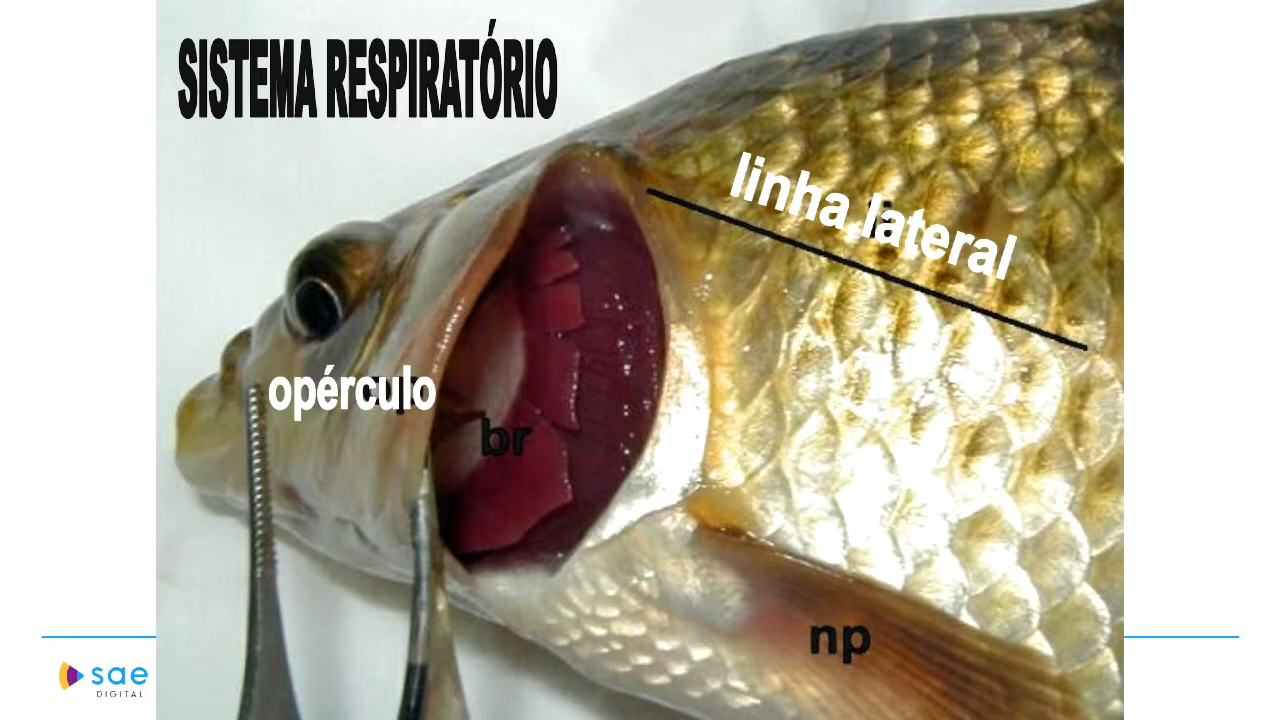 SISTEMA RESPIRATÓRIO
linha lateral
opérculo
br
np
sae
DIGITAL